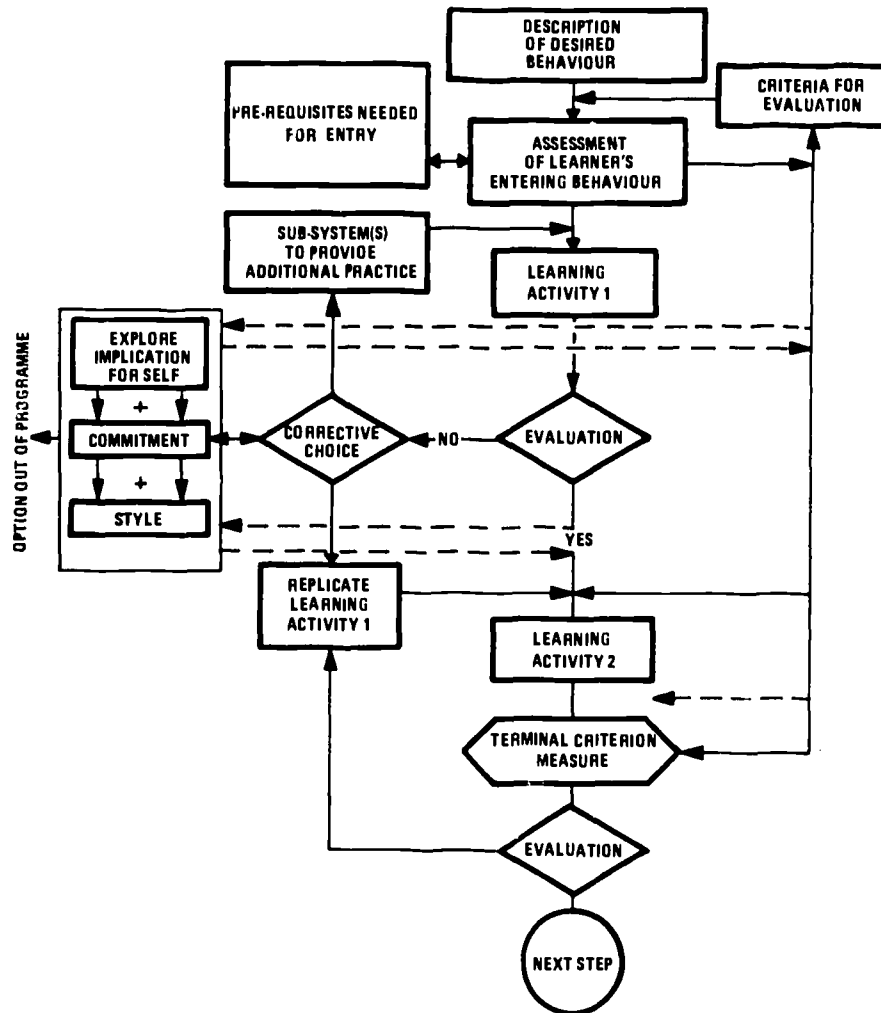 DESCRIPTION
OF DESIRED
BEHAVIOUR
CRITERIA FOR
EVALUATION
PRE-REQUISITES NEEDED
FOR ENTRY
ASSESSMENT
OF LEARNER'S
ENTERING BEHAVIOUR
SUB-SYSTEM(S)
TO PROVIDE
ADDITIONAL PRACTICE
LEARNING
ACTIVITY 1
EXPLORE
IMPLICATION
FOR SELF
+
COMMITMENT
+
STYLE
OPTION OUT OF PROGRAMME
CORRECTIVE
CHOICE
NO
EVALUATION
YES
REPLICATE
LEARNING
ACTIVITY 1
LEARNING
ACTIVITY 2
TERMINAL CRITERION
MEASURE
EVALUATION
NEXT STEP